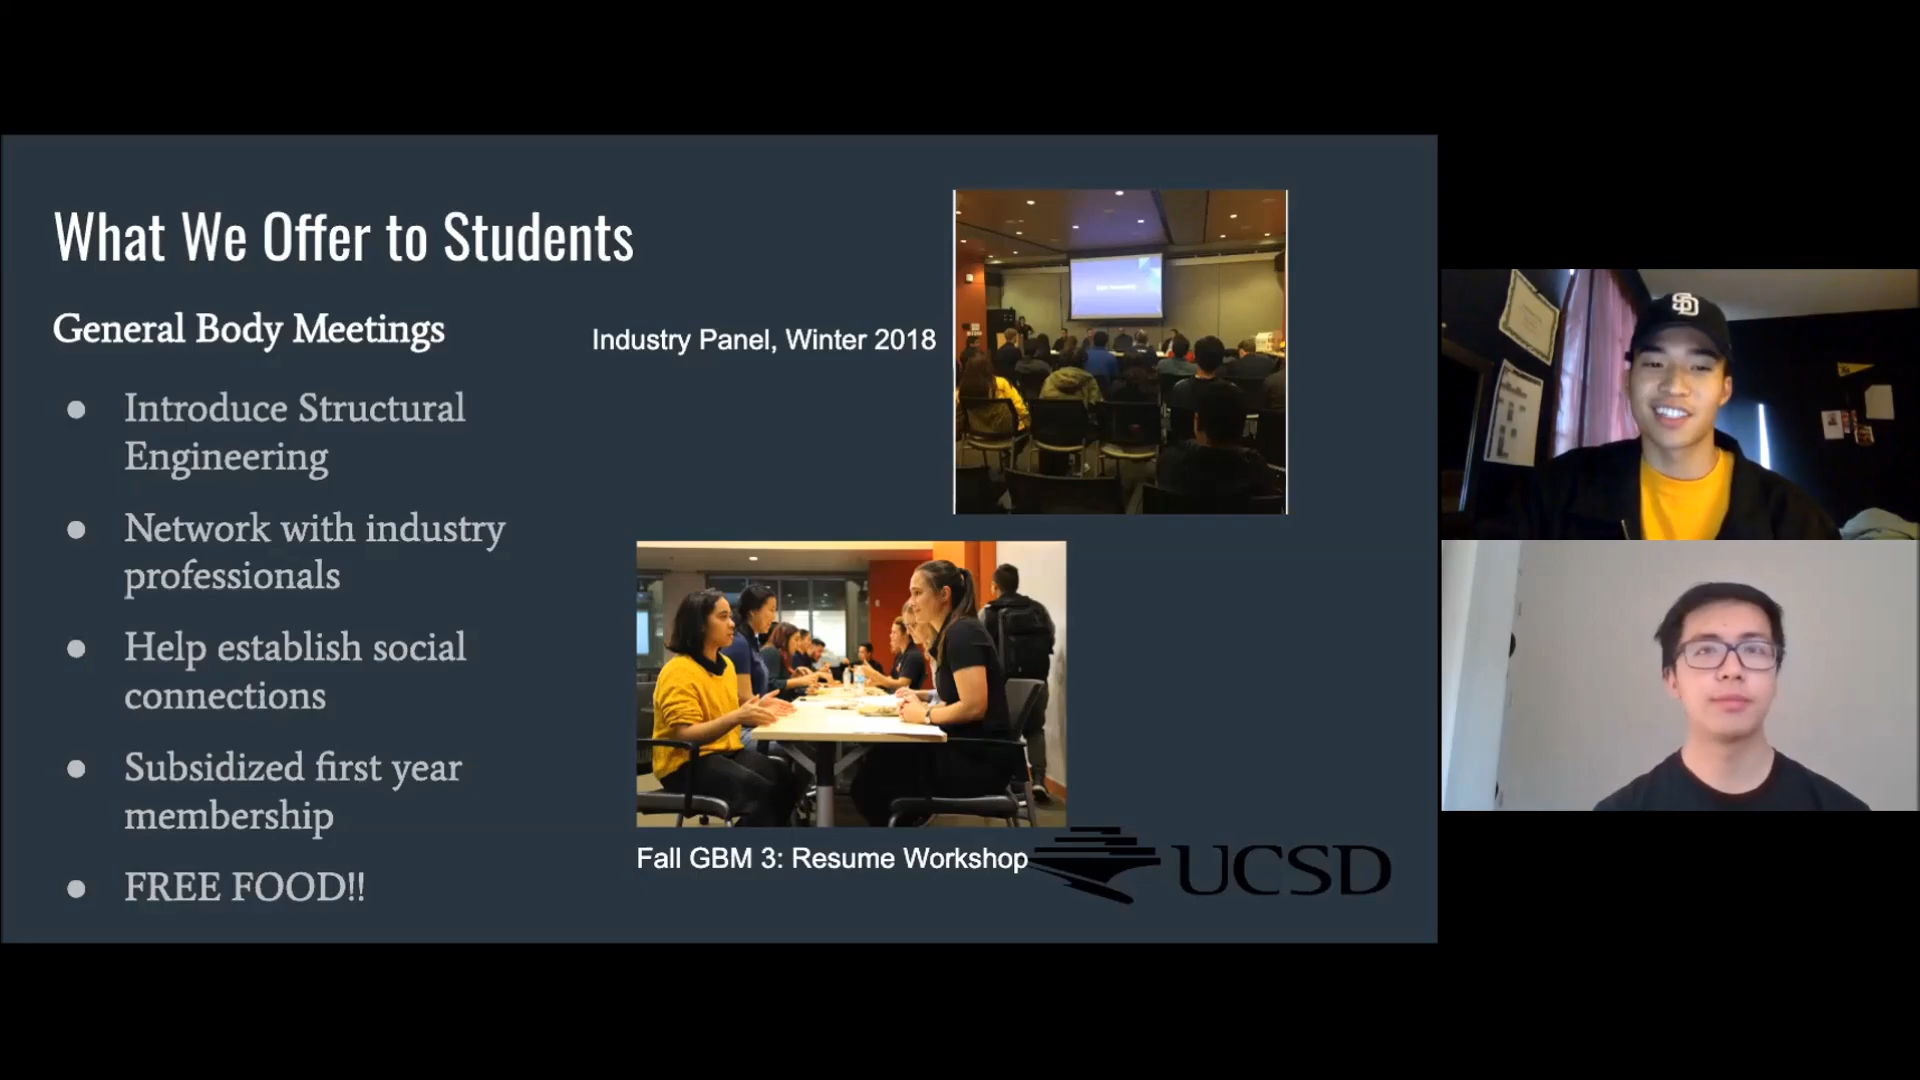 What We Offer to Students
General Body Meetings
Industry Panel, Winter 2018
● Introduce Structural
Engineering
● Network with industry
professionals
● Help establish social
connections
● Subsidized first year
membership
● FREE FOOD!!
Fall GBM 3: Resume Workshop
UCSD
SD